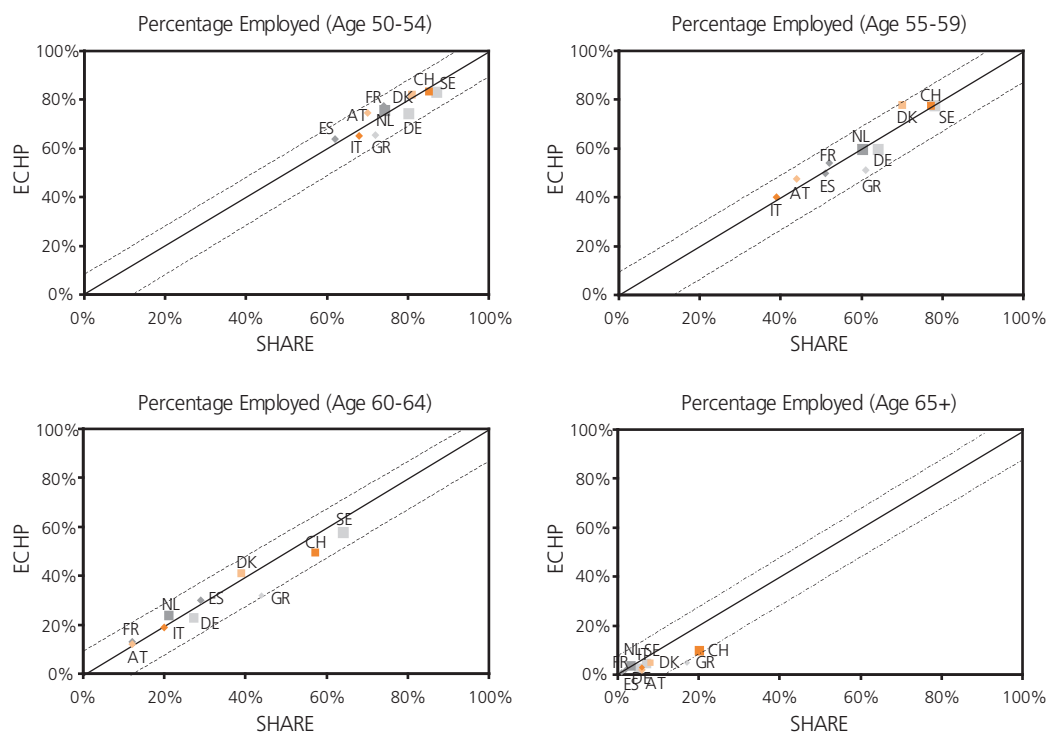 Percentage Employed (Age 50-54)
100%
80%
60%
40%
20%
0%
ECHP
CH
SE
FR
DK
AT
NL
DE
ES
IT
GR
0% 20% 40% 60% 80% 100%
SHARE
Percentage Employed (Age 55-59)
100%
80%
60%
40%
20%
0%
ECHP
CH
DK
SE
NL
FR
DE
AT
ES
GR
IT
0% 20% 40% 60% 80% 100%
SHARE
Percentage Employed (Age 60-64)
100%
80%
60%
40%
20%
0%
ECHP
SE
CH
DK
NL
ES
GR
FR
IT
DE
AT
0% 20% 40% 60% 80% 100%
SHARE
Percentage Employed (Age 65+)
100%
80%
60%
40%
20%
0%
ECHP
NL
IT
SE
CH
FR
DK
GR
ES
DE
AT
0% 20% 40% 60% 80% 100%
SHARE